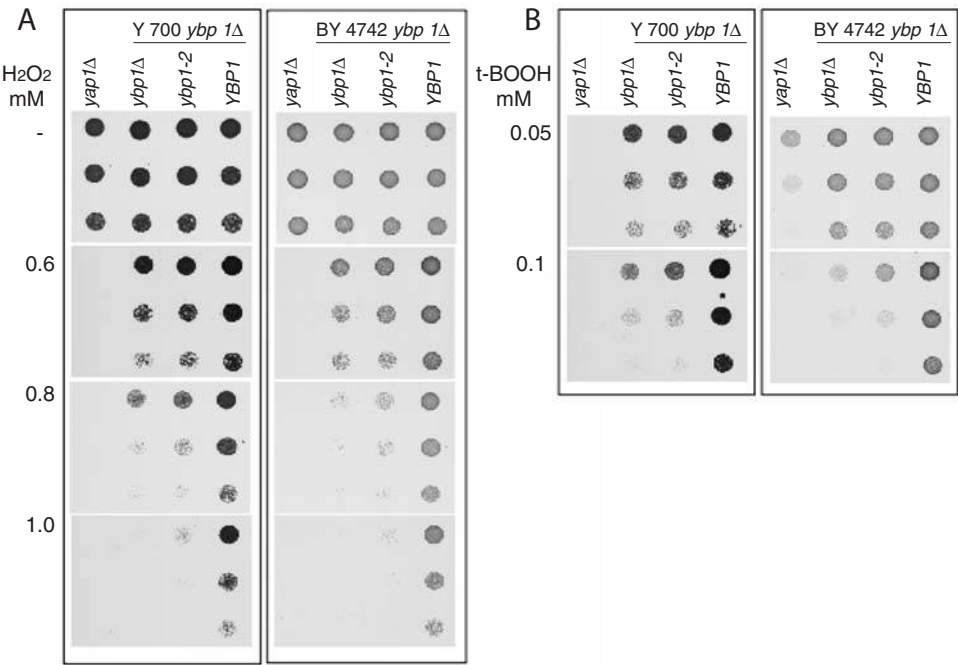 A
B
Y 700 ybp 1Δ
BY 4742 ybp 1Δ
H2O2
mM
yap1Δ
ybp1Δ
ybp1-2
YBP1
yap1Δ
ybp1Δ
ybp1-2
YBP1
-
0.6
0.8
1.0
Y 700 ybp 1Δ
BY 4742 ybp 1Δ
t-BOOH
mM
yap1Δ
ybp1Δ
ybp1-2
YBP1
yap1Δ
ybp1Δ
ybp1-2
YBP1
0.05
0.1